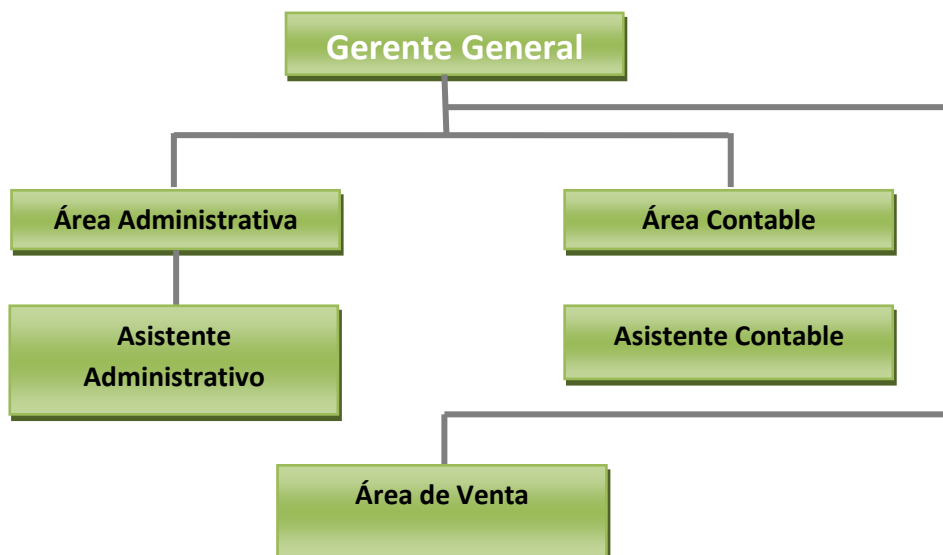 Gerente General
Área Administrativa
Área Contable
Asistente
Administrativo
Asistente Contable
Área de Venta